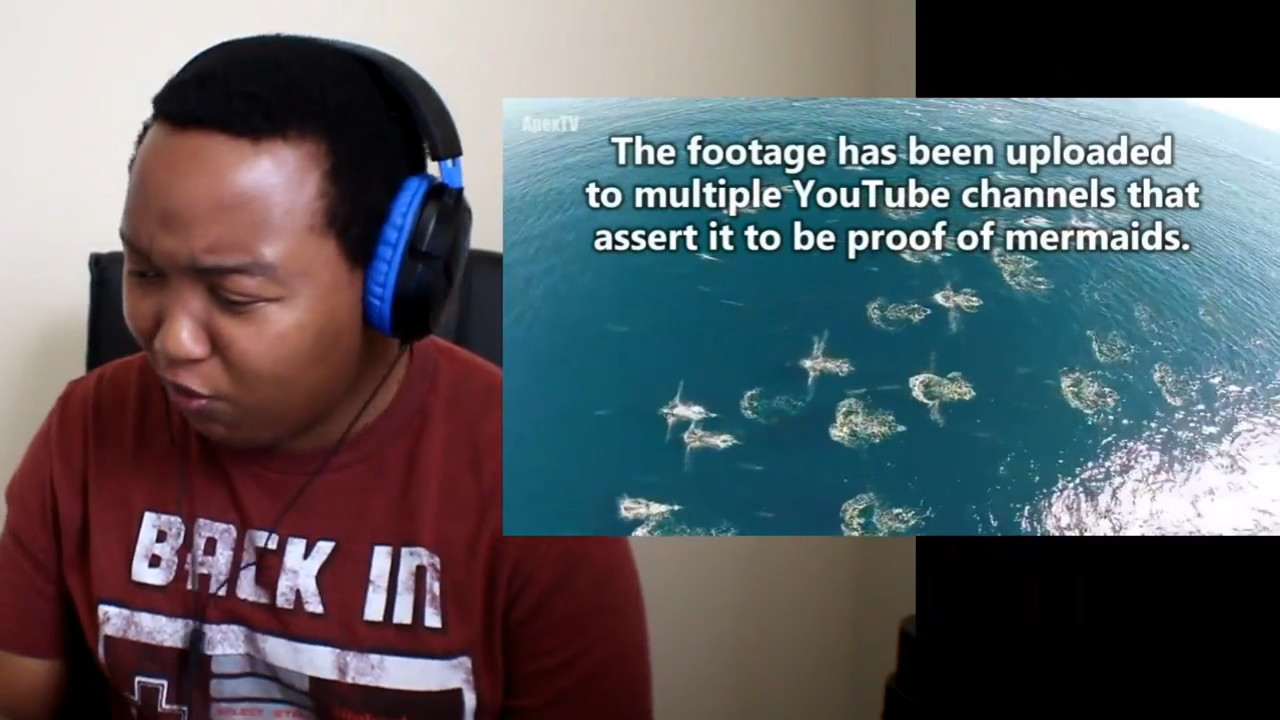 ApexTV
The footage has been uploaded
to multiple YouTube channels that
assert it to be proof of mermaids.
BACK IN